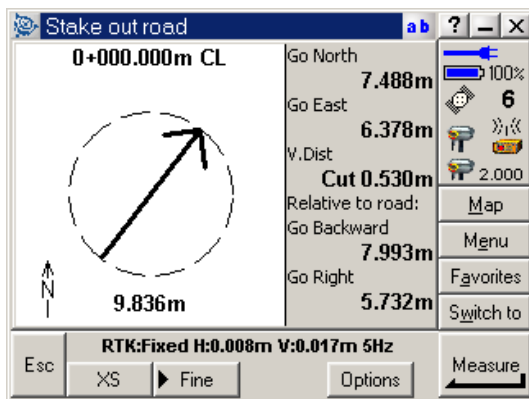 Stake out road
ab
?
0+000.000m CL
Go North
7.488m
Go East
6.378m
V.Dist
Cut 0.530m
Relative to road:
Go Backward
7.993m
Go Right
5.732m
N
9.836m
100%
6
2.000
Map
Menu
Favorites
Switch to
RTK:Fixed H:0.008m V:0.017m 5Hz
Esc
XS
Fine
Options
Measure